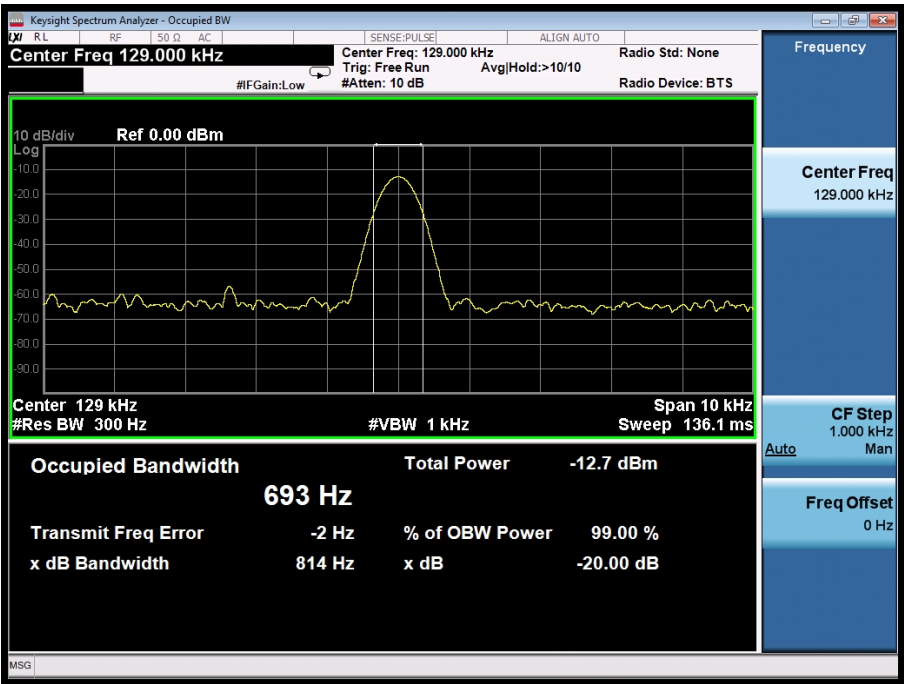 Keysight Spectrum Analyzer - Occupied BW
LXI RL RF 50 Ω AC SENSE:PULSE ALIGN AUTO
Center Freq 129.000 kHz
Center Freq: 129.000 kHz Radio Std: None
Trig: Free Run Avg|Hold:>10/10
#IFGain:Low #Atten: 10 dB Radio Device: BTS
10 dB/div Ref 0.00 dBm
Log
-10.0
-20.0
-30.0
-40.0
-50.0
-60.0
-70.0
-80.0
-90.0
Center 129 kHz Span 10 kHz
#Res BW 300 Hz #VBW 1 kHz Sweep 136.1 ms
Occupied Bandwidth Total Power -12.7 dBm
693 Hz
Transmit Freq Error -2 Hz % of OBW Power 99.00 %
x dB Bandwidth 814 Hz x dB -20.00 dB
MSG
Frequency
Center Freq
129.000 kHz
CF Step
1.000 kHz
Auto Man
Freq Offset
0 Hz